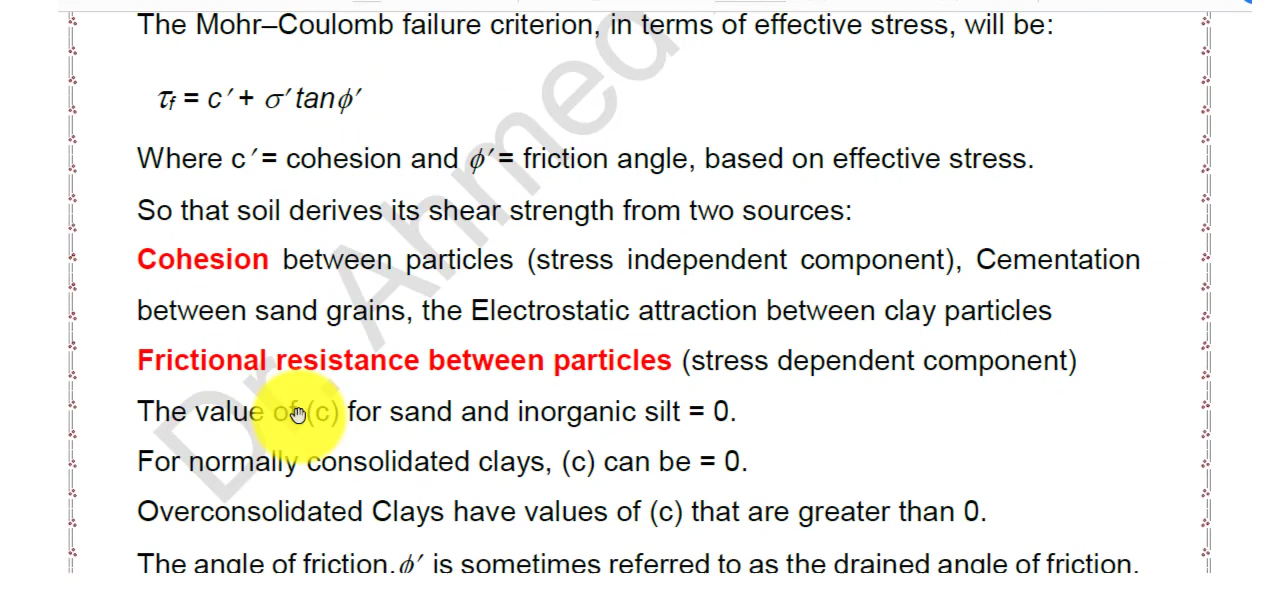 The Mohr–Coulomb failure criterion, in terms of effective stress, will be:
τf = c′ + σ′ tanϕ′
Where c′ = cohesion and ϕ′ = friction angle, based on effective stress.
So that soil derives its shear strength from two sources:
Cohesion between particles (stress independent component), Cementation
between sand grains, the Electrostatic attraction between clay particles
Frictional resistance between particles (stress dependent component)
The value of (c) for sand and inorganic silt = 0.
For normally consolidated clays, (c) can be = 0.
Overconsolidated Clays have values of (c) that are greater than 0.
The angle of friction, ϕ′ is sometimes referred to as the drained angle of friction.
Dr. Ahmed